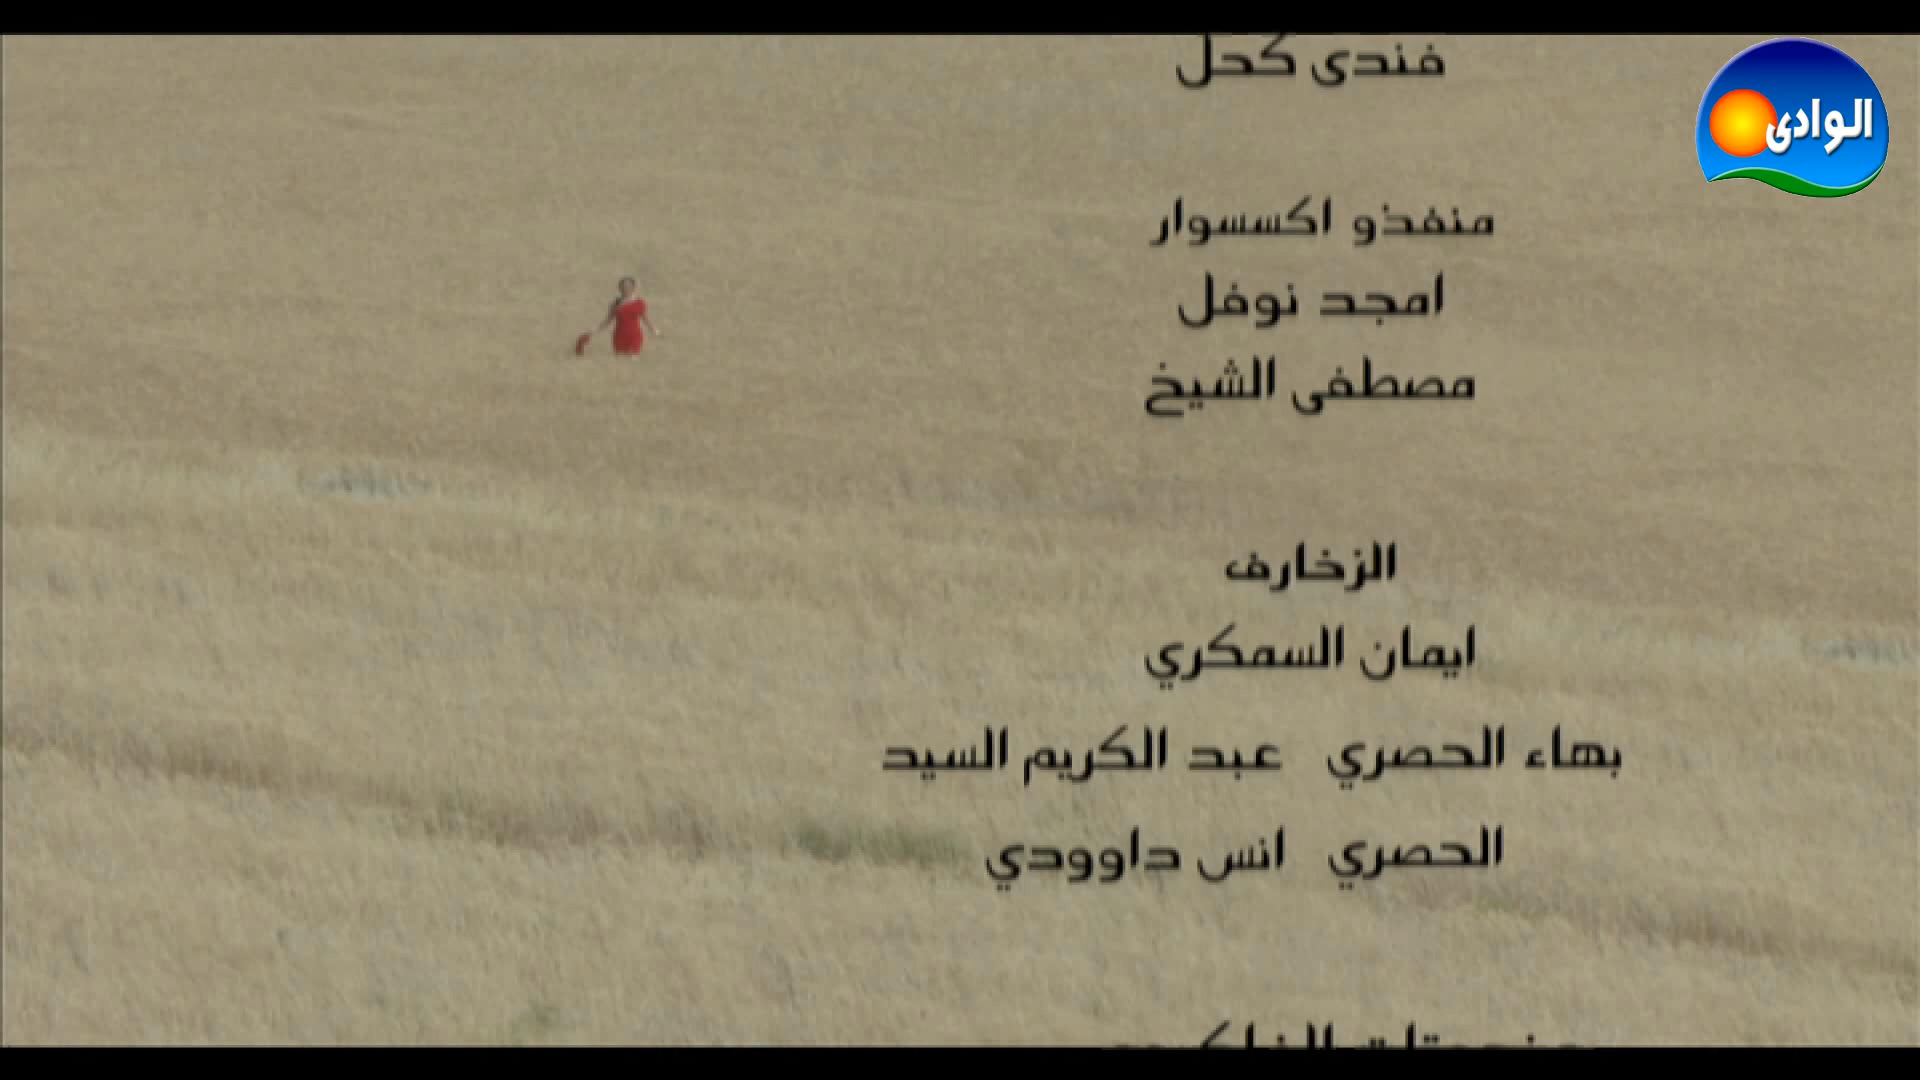 فندى كحل
الوادى
منفذو اكسسوار
امجد نوفل
مصطفى الشيخ
الزخارف
ايمان السمكري
بهاء الحصري عبد الكريم السيد
الحصري انس داوودي